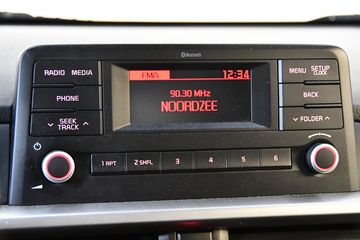 Bluetooth
FM 12:34
90.30 MHz
NOORDZEE
RADIO MEDIA
PHONE
SEEK
TRACK
MENU SETUP
CLOCK
BACK
FOLDER
1 RPT 2 SHFL 3 4 5 6